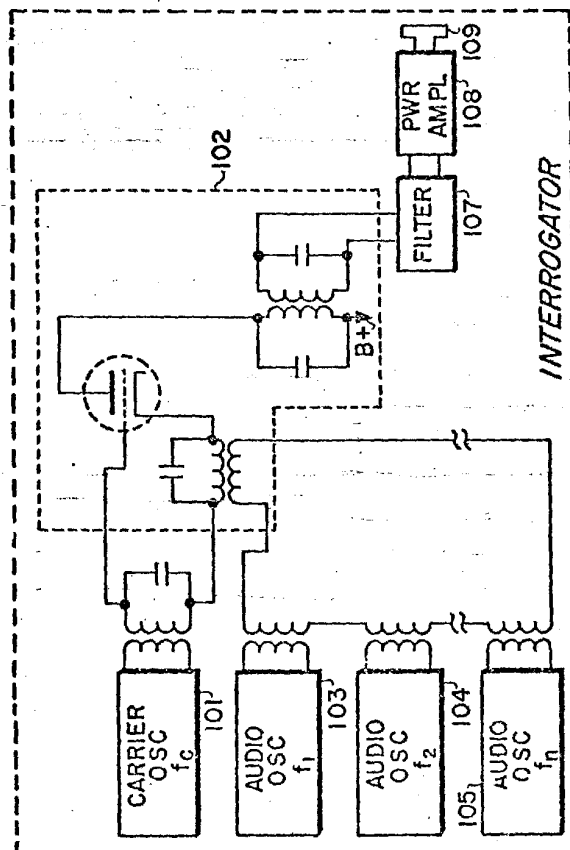 INTERROGATOR
102
CARRIER
OSC
fc
101
AUDIO
OSC
f1
103
AUDIO
OSC
f2
104
AUDIO
OSC
fn
105
B+
FILTER
107
PWR
AMPL
108
109